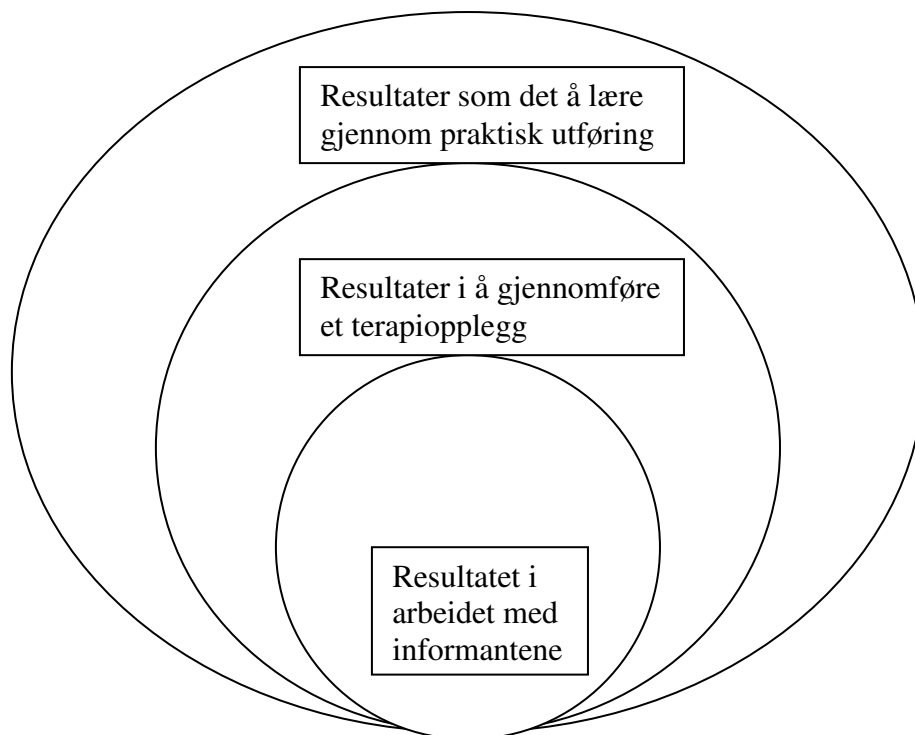 Resultater som det å lære
gjennom praktisk utføring
Resultater i å gjennomføre
et terapiopplegg
Resultatet i
arbeidet med
informantene